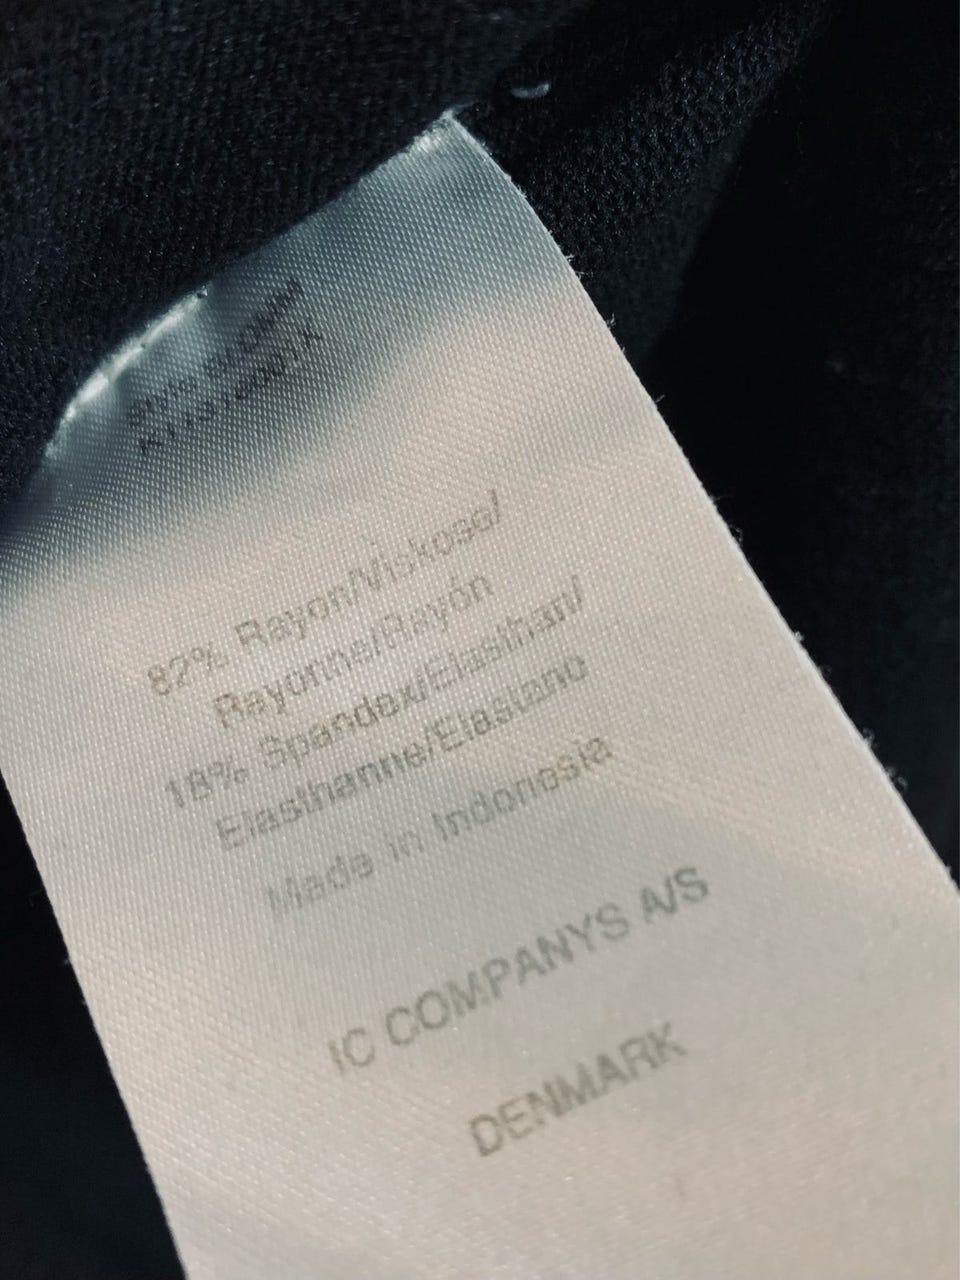 82% Rayon/Viskose/
Rayonne/Rayón
18% Spandex/Elasthan/
Elasthanne/Elastano
Made in Indonesia
IC COMPANYS A/S
DENMARK